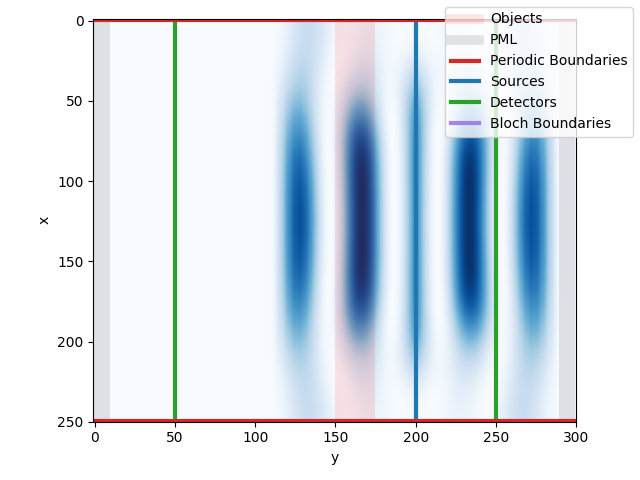 Objects
PML
Periodic Boundaries
Sources
Detectors
Bloch Boundaries
x
0
50
100
150
200
250
0 50 100 150 200 250 300
y